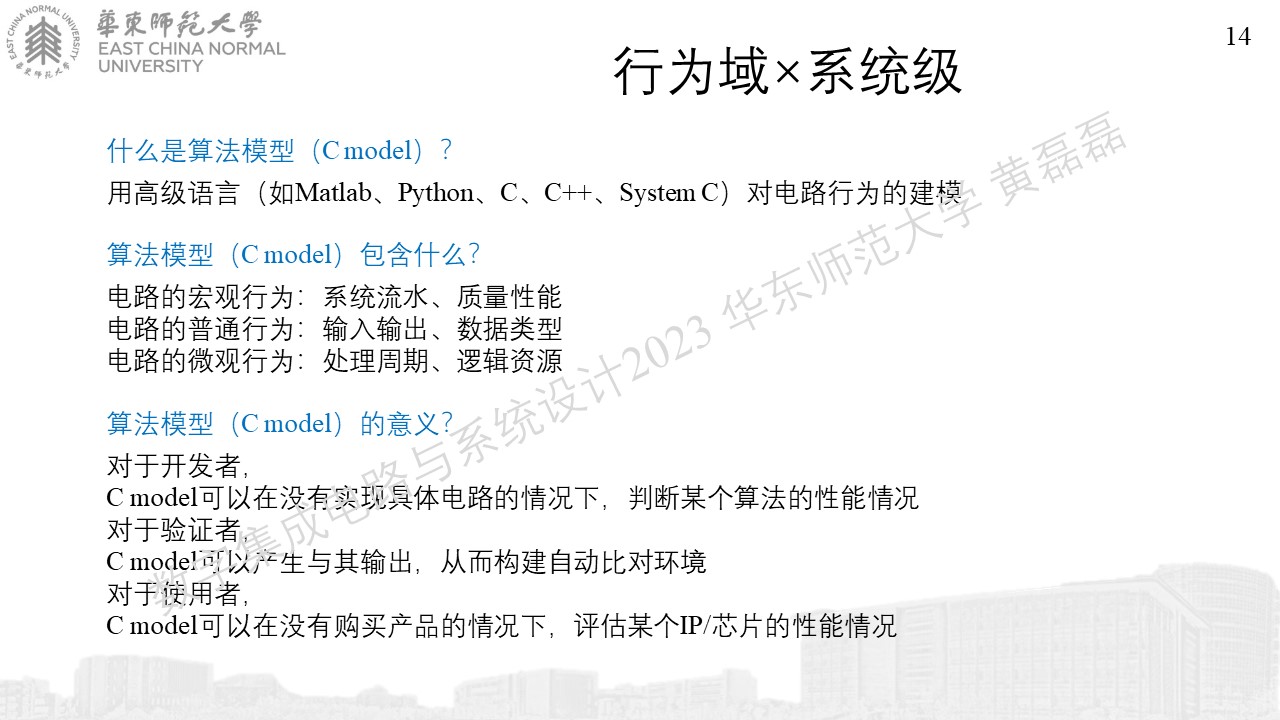 華東師範大學
EAST CHINA NORMAL
UNIVERSITY
14
行为域×系统级
什么是算法模型（C model）？
用高级语言（如Matlab、Python、C、C++、System C）对电路行为的建模
算法模型（C model）包含什么？
电路的宏观行为：系统流水、质量性能
电路的普通行为：输入输出、数据类型
电路的微观行为：处理周期、逻辑资源
算法模型（C model）的意义？
对于开发者，
C model可以在没有实现具体电路的情况下，判断某个算法的性能情况
对于验证者，
C model可以产生与其输出，从而构建自动比对环境
对于使用者，
C model可以在没有购买产品的情况下，评估某个IP/芯片的性能情况
数字集成电路与系统设计2023 华东师范大学 黄磊磊
EAST CHINA NORMAL UNIVERSITY
華東師範大學